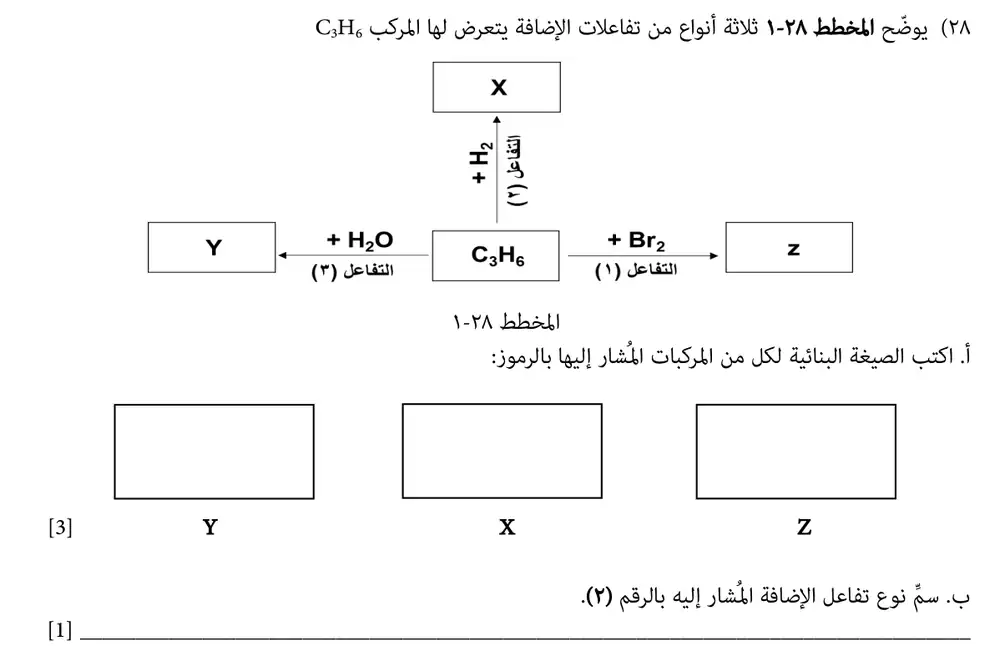 ٢٨) يوضّح المخطط ٢٨-١ ثلاثة أنواع من تفاعلات الإضافة يتعرض لها المركب C₃H₆
X
+ H₂
التفاعل (٢)
Y
+ H₂O
التفاعل (٣)
C₃H₆
+ Br₂
التفاعل (١)
z
المخطط ٢٨-١
أ. اكتب الصيغة البنائية لكل من المركبات المُشار إليها بالرموز:
[3] Y X Z
ب. سمِّ نوع تفاعل الإضافة المُشار إليه بالرقم (٢).
[1]